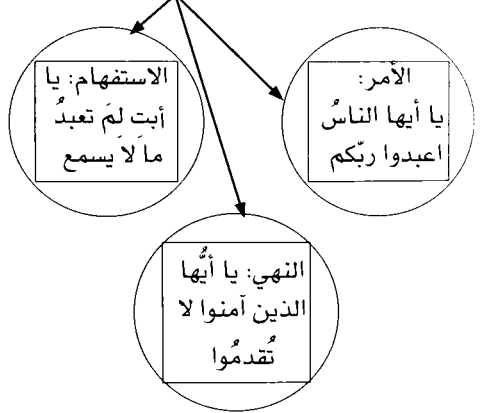 الأمر:
يا أيها الناسُ
اعبدوا ربّكم
الاستفهام: يا
أبتِ لمَ تعبدُ
ما لاَ يسمع
النهي: يا أيُّها
الذين آمنوا لا
تُقدمُوا